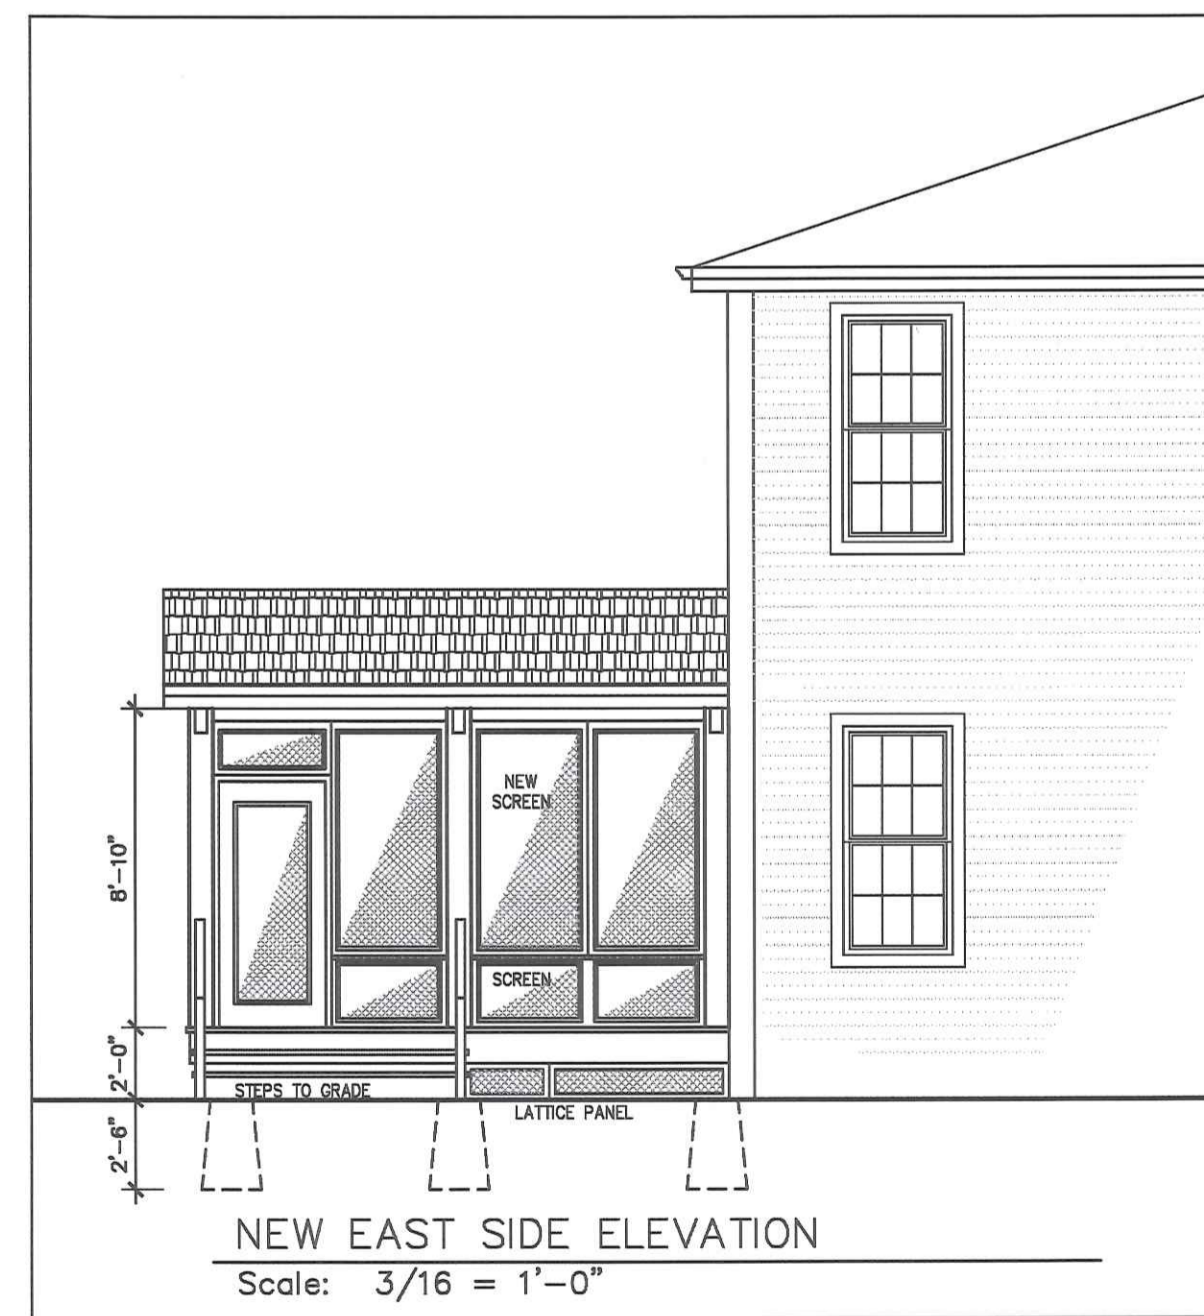 NEW
SCREEN
8'-10"
SCREEN
2'-0"
STEPS TO GRADE
LATTICE PANEL
2'-6"
NEW EAST SIDE ELEVATION
Scale: 3/16 = 1'-0"